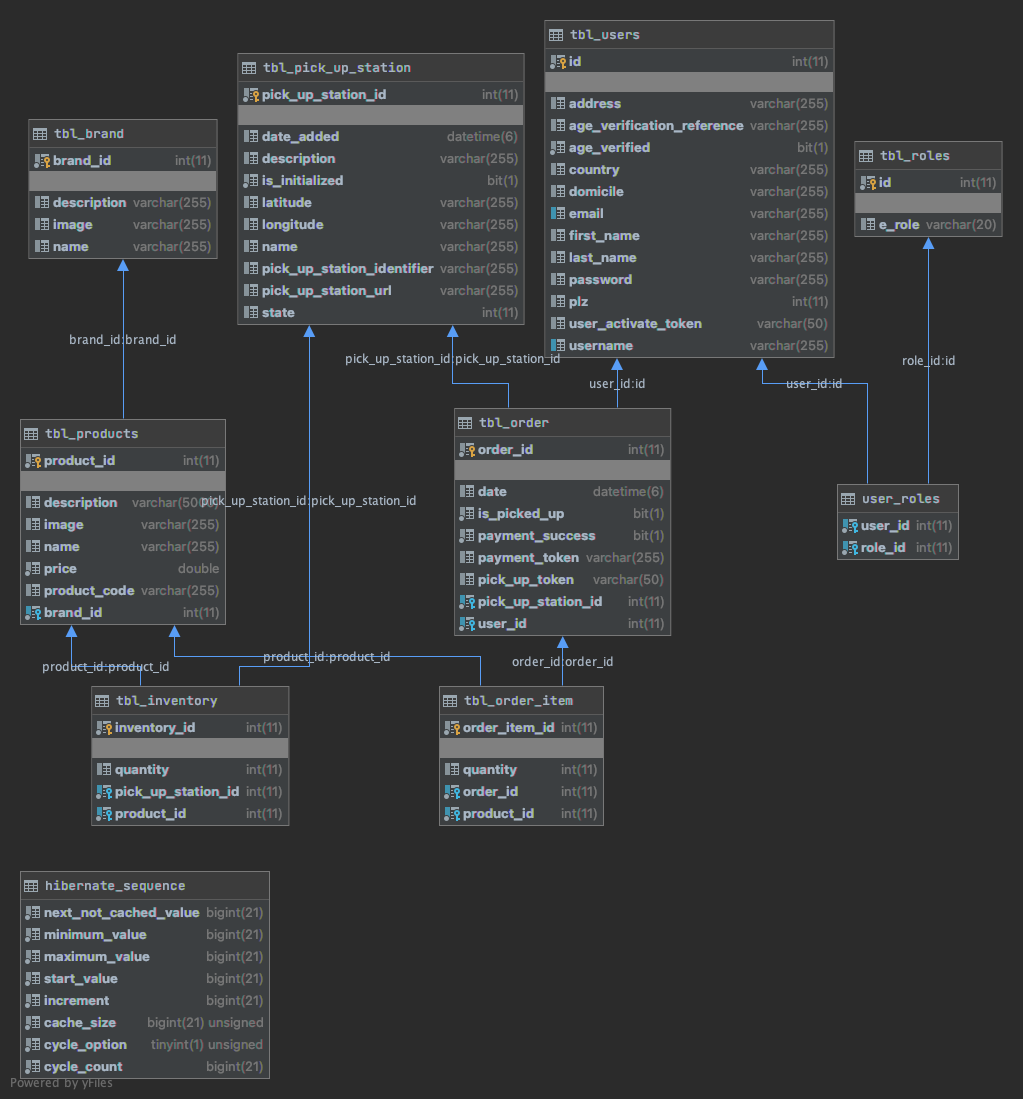 tbl_users
id int(11)
address varchar(255)
age_verification_reference varchar(255)
age_verified bit(1)
country varchar(255)
domicile varchar(255)
email varchar(255)
first_name varchar(255)
last_name varchar(255)
password varchar(255)
plz int(11)
user_activate_token varchar(50)
username varchar(255)
tbl_pick_up_station
pick_up_station_id int(11)
date_added datetime(6)
description varchar(255)
is_initialized bit(1)
latitude varchar(255)
longitude varchar(255)
name varchar(255)
pick_up_station_identifier varchar(255)
pick_up_station_url varchar(255)
state int(11)
tbl_brand
brand_id int(11)
description varchar(255)
image varchar(255)
name varchar(255)
tbl_roles
id int(11)
e_role varchar(20)
brand_id:brand_id
pick_up_station_id:pick_up_station_id
user_id:id
user_id:id
role_id:id
tbl_products
product_id int(11)
description varchar(5000)
image varchar(255)
name varchar(255)
price double
product_code varchar(255)
brand_id int(11)
pick_up_station_id:pick_up_station_id
tbl_order
order_id int(11)
date datetime(6)
is_picked_up bit(1)
payment_success bit(1)
payment_token varchar(255)
pick_up_token varchar(50)
pick_up_station_id int(11)
user_id int(11)
user_roles
user_id int(11)
role_id int(11)
product_id:product_id
product_id:product_id
order_id:order_id
tbl_inventory
inventory_id int(11)
quantity int(11)
pick_up_station_id int(11)
product_id int(11)
tbl_order_item
order_item_id int(11)
quantity int(11)
order_id int(11)
product_id int(11)
hibernate_sequence
next_not_cached_value bigint(21)
minimum_value bigint(21)
maximum_value bigint(21)
start_value bigint(21)
increment bigint(21)
cache_size bigint(21) unsigned
cycle_option tinyint(1) unsigned
cycle_count bigint(21)
Powered by yFiles